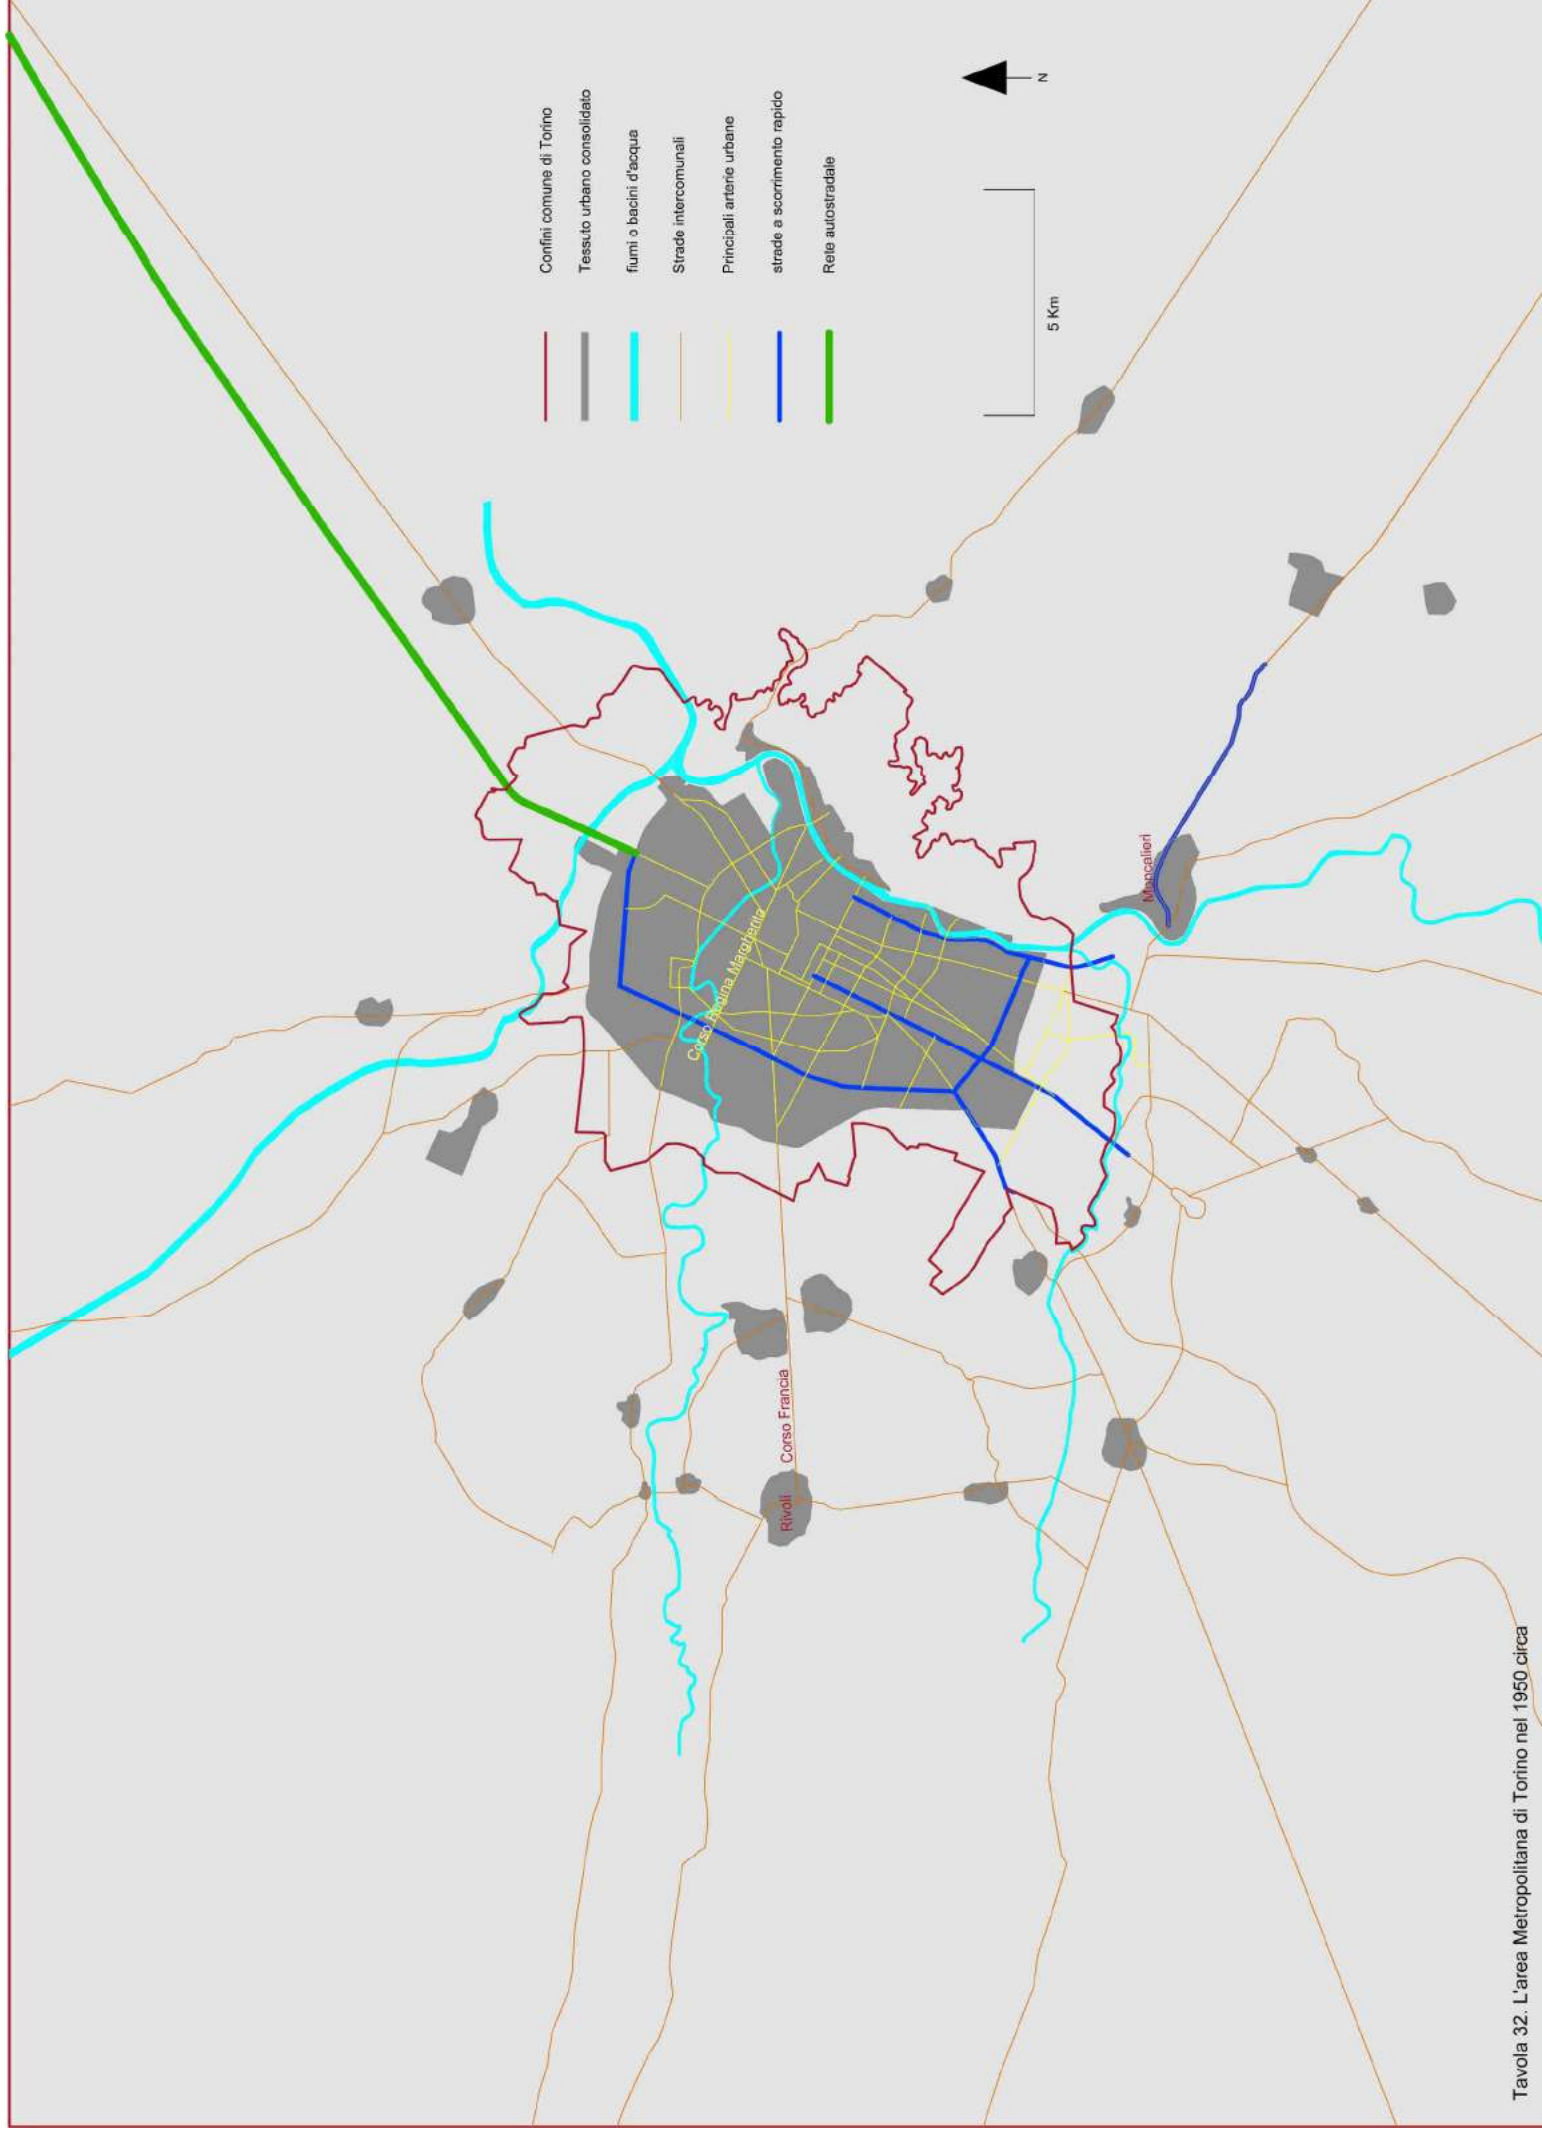 Confini comune di Torino
Tessuto urbano consolidato
fiumi o bacini d'acqua
Strade intercomunali
Principali arterie urbane
strade a scorrimento rapido
Rete autostradale
N
5 Km
Corso Regina Margherita
Moncalieri
Corso Francia
Rivoli
Tavola 32. L'area Metropolitana di Torino nel 1950 circa